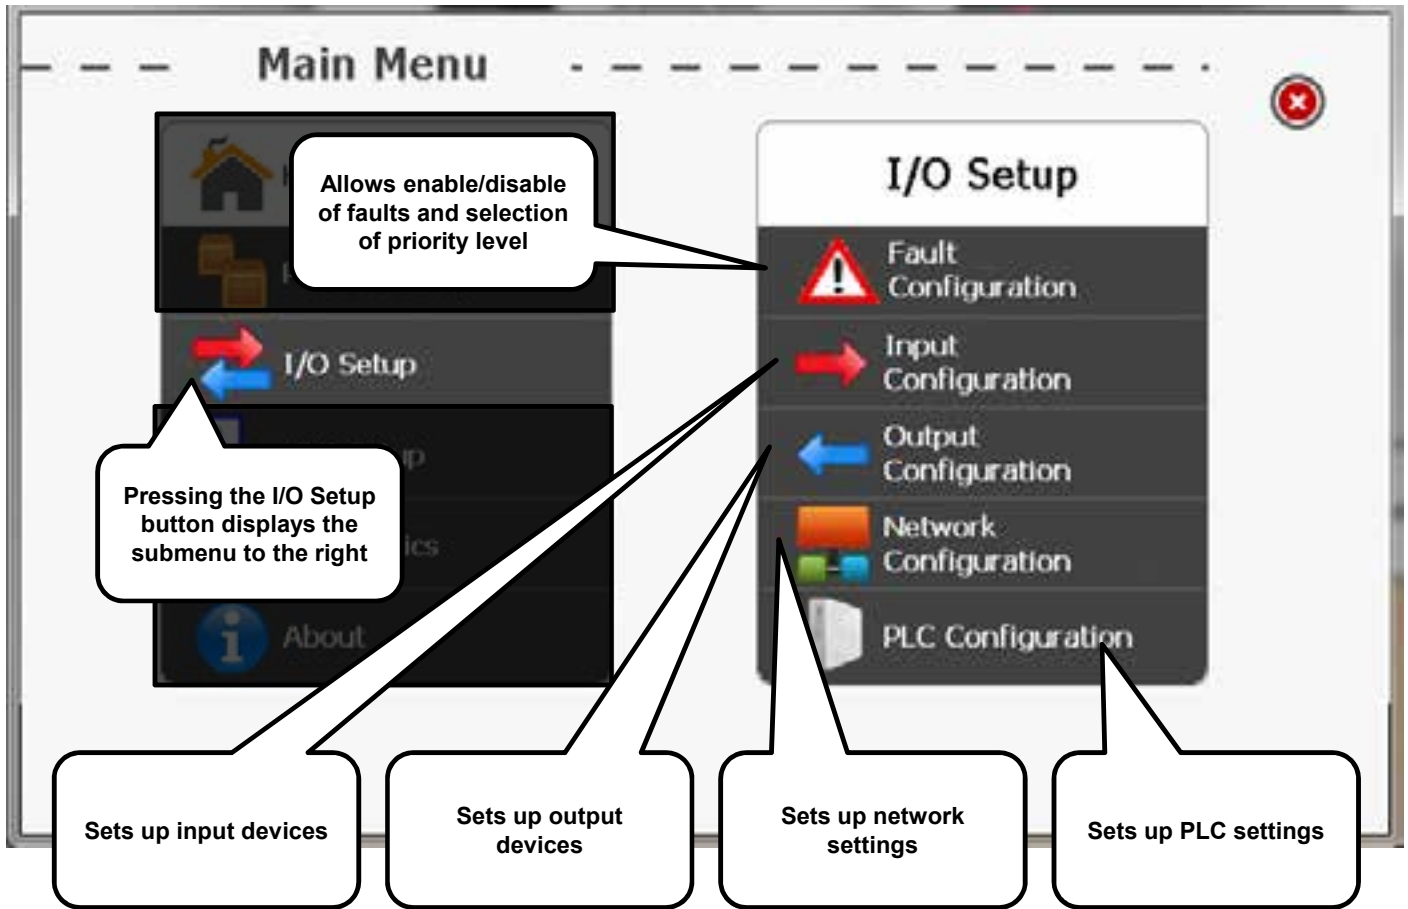 Main Menu
Allows enable/disable
of faults and selection
of priority level
I/O Setup
Pressing the I/O Setup
button displays the
submenu to the right
About
I/O Setup
Fault
Configuration
Input
Configuration
Output
Configuration
Network
Configuration
PLC Configuration
Sets up input devices
Sets up output
devices
Sets up network
settings
Sets up PLC settings